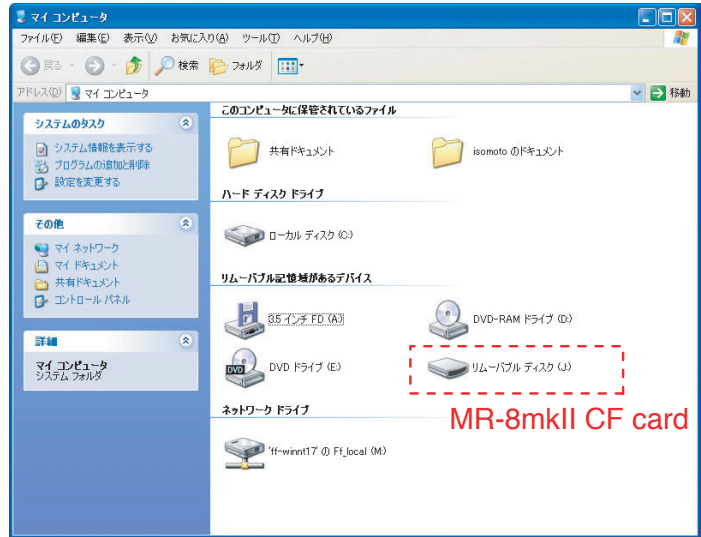 マイ コンピュータ
ファイル(F) 編集(E) 表示(V) お気に入り(A) ツール(T) ヘルプ(H)
戻る 検索 フォルダ
アドレス(D) マイ コンピュータ 移動
システムのタスク
システム情報を表示する
プログラムの追加と削除
設定を変更する
その他
マイ ネットワーク
マイ ドキュメント
共有ドキュメント
コントロール パネル
詳細
マイ コンピュータ
システム フォルダ
このコンピュータに保管されているファイル
共有ドキュメント isomoto のドキュメント
ハード ディスク ドライブ
ローカル ディスク (C:)
リムーバブル記憶域があるデバイス
3.5 インチ FD (A:) DVD-RAM ドライブ (D:)
DVD ドライブ (E:) リムーバブル ディスク (J:)
MR-8mkII CF card
ネットワーク ドライブ
'ff-winnt17' の Ff_local (M:)